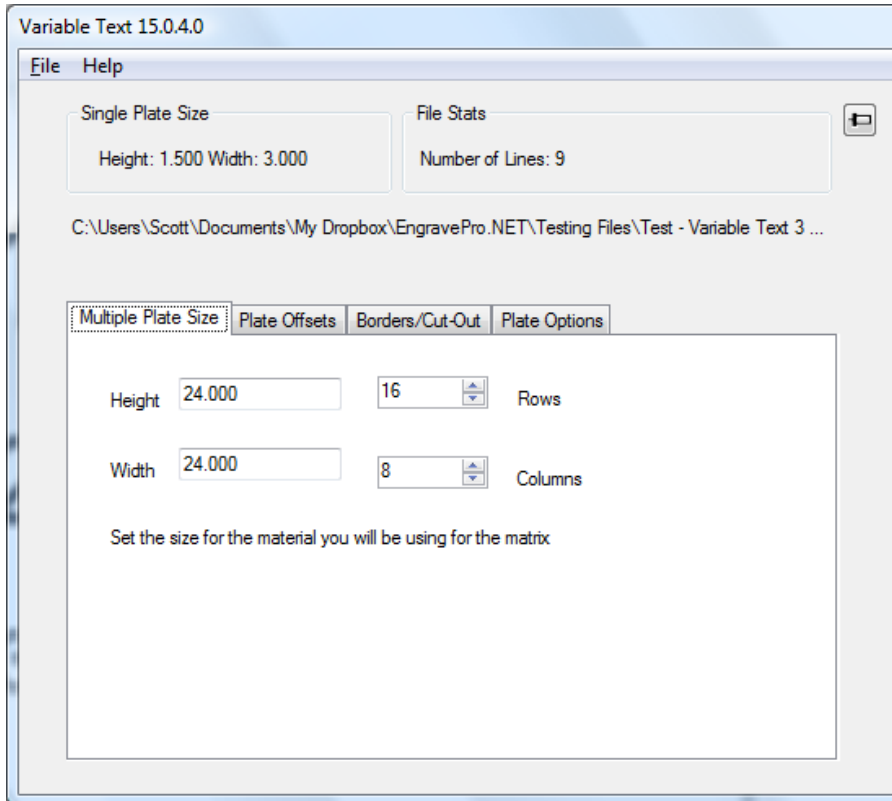 Variable Text 15.0.4.0
File Help
Single Plate Size
File Stats
Height: 1.500 Width: 3.000
Number of Lines: 9
C:\Users\Scott\Documents\My Dropbox\EngravePro.NET\Testing Files\Test - Variable Text 3 ...
Multiple Plate Size Plate Offsets Borders/Cut-Out Plate Options
Height 24.000 16 Rows
Width 24.000 8 Columns
Set the size for the material you will be using for the matrix